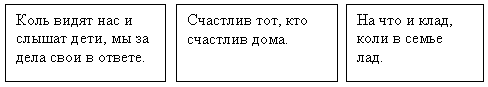 Коль видят нас и
слышат дети, мы за
дела свои в ответе.
Счастлив тот, кто
счастлив дома.
На что и клад,
коли в семье
лад.